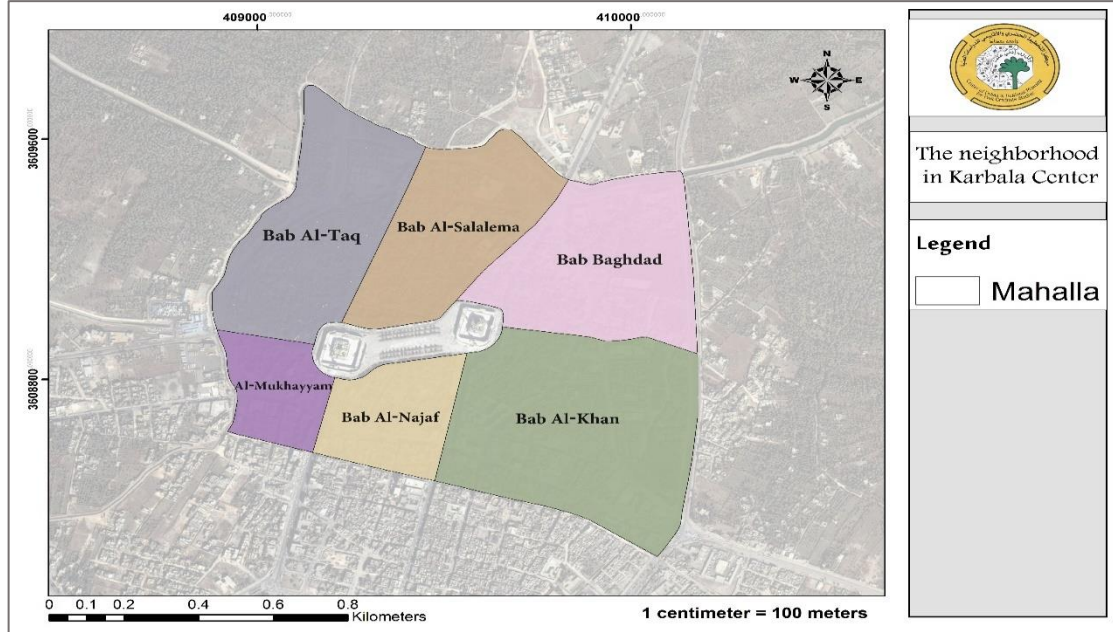 409000
410000
3609600
3608800
N
W E
S
Bab Al-Taq
Bab Al-Salalema
Bab Baghdad
Al-Mukhayyam
Bab Al-Najaf
Bab Al-Khan
0 0.1 0.2 0.4 0.6 0.8
Kilometers
1 centimeter = 100 meters
The neighborhood
in Karbala Center
Legend
Mahalla